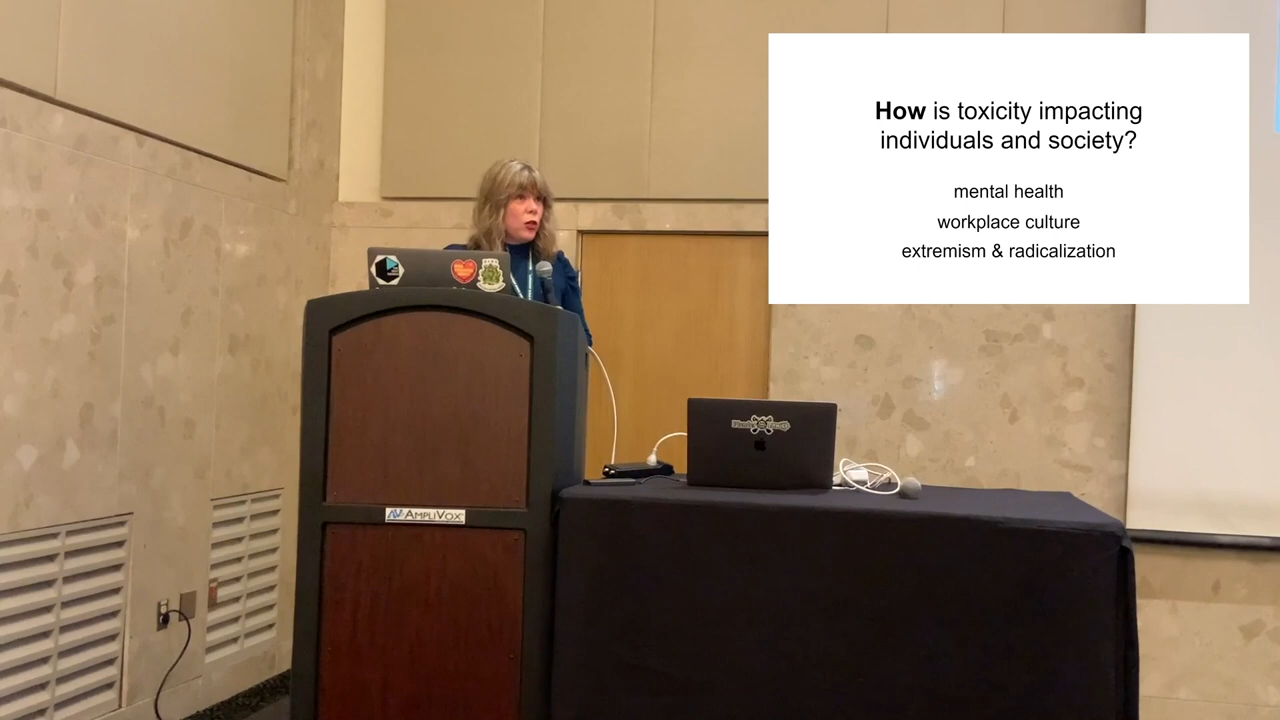 How is toxicity impacting
individuals and society?
mental health
workplace culture
extremism & radicalization
AMPLIVOX